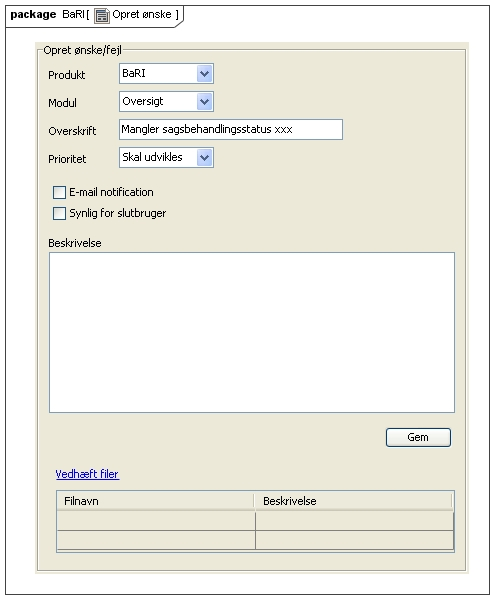 package BaRI [ Opret ønske ]
Opret ønske/fejl
Produkt BaRI
Modul Oversigt
Overskrift Mangler sagsbehandlingsstatus xxx
Prioritet Skal udvikles
E-mail notification
Synlig for slutbruger
Beskrivelse
Gem
Vedhæft filer
Filnavn Beskrivelse